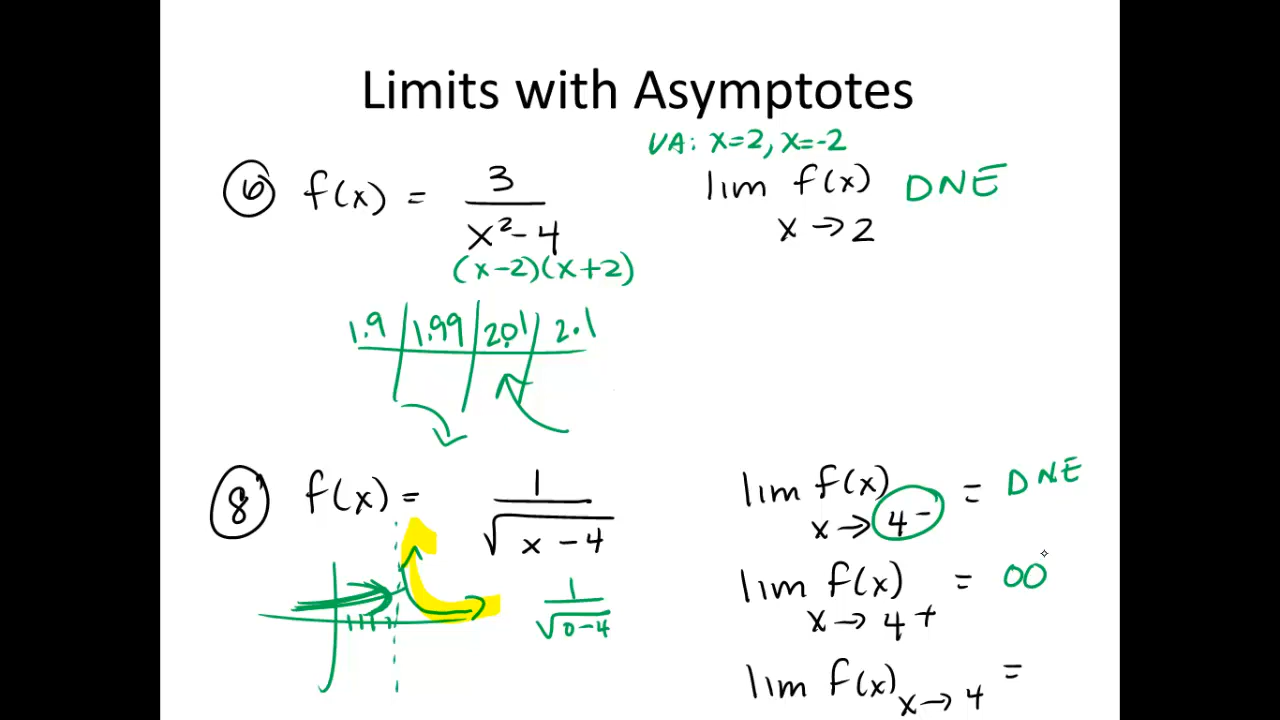 Limits with Asymptotes
VA: x=2, x=-2
⑥ f(x) = 3 / (x² - 4)
lim f(x) DNE
x → 2
(x-2)(x+2)
1.9 | 1.99 | 2.01 | 2.1
⑧ f(x) = 1 / √(x - 4)
lim f(x) = DNE
x → 4⁻
lim f(x) = ∞
x → 4⁺
1 / √(0-4)
lim f(x) x → 4 =